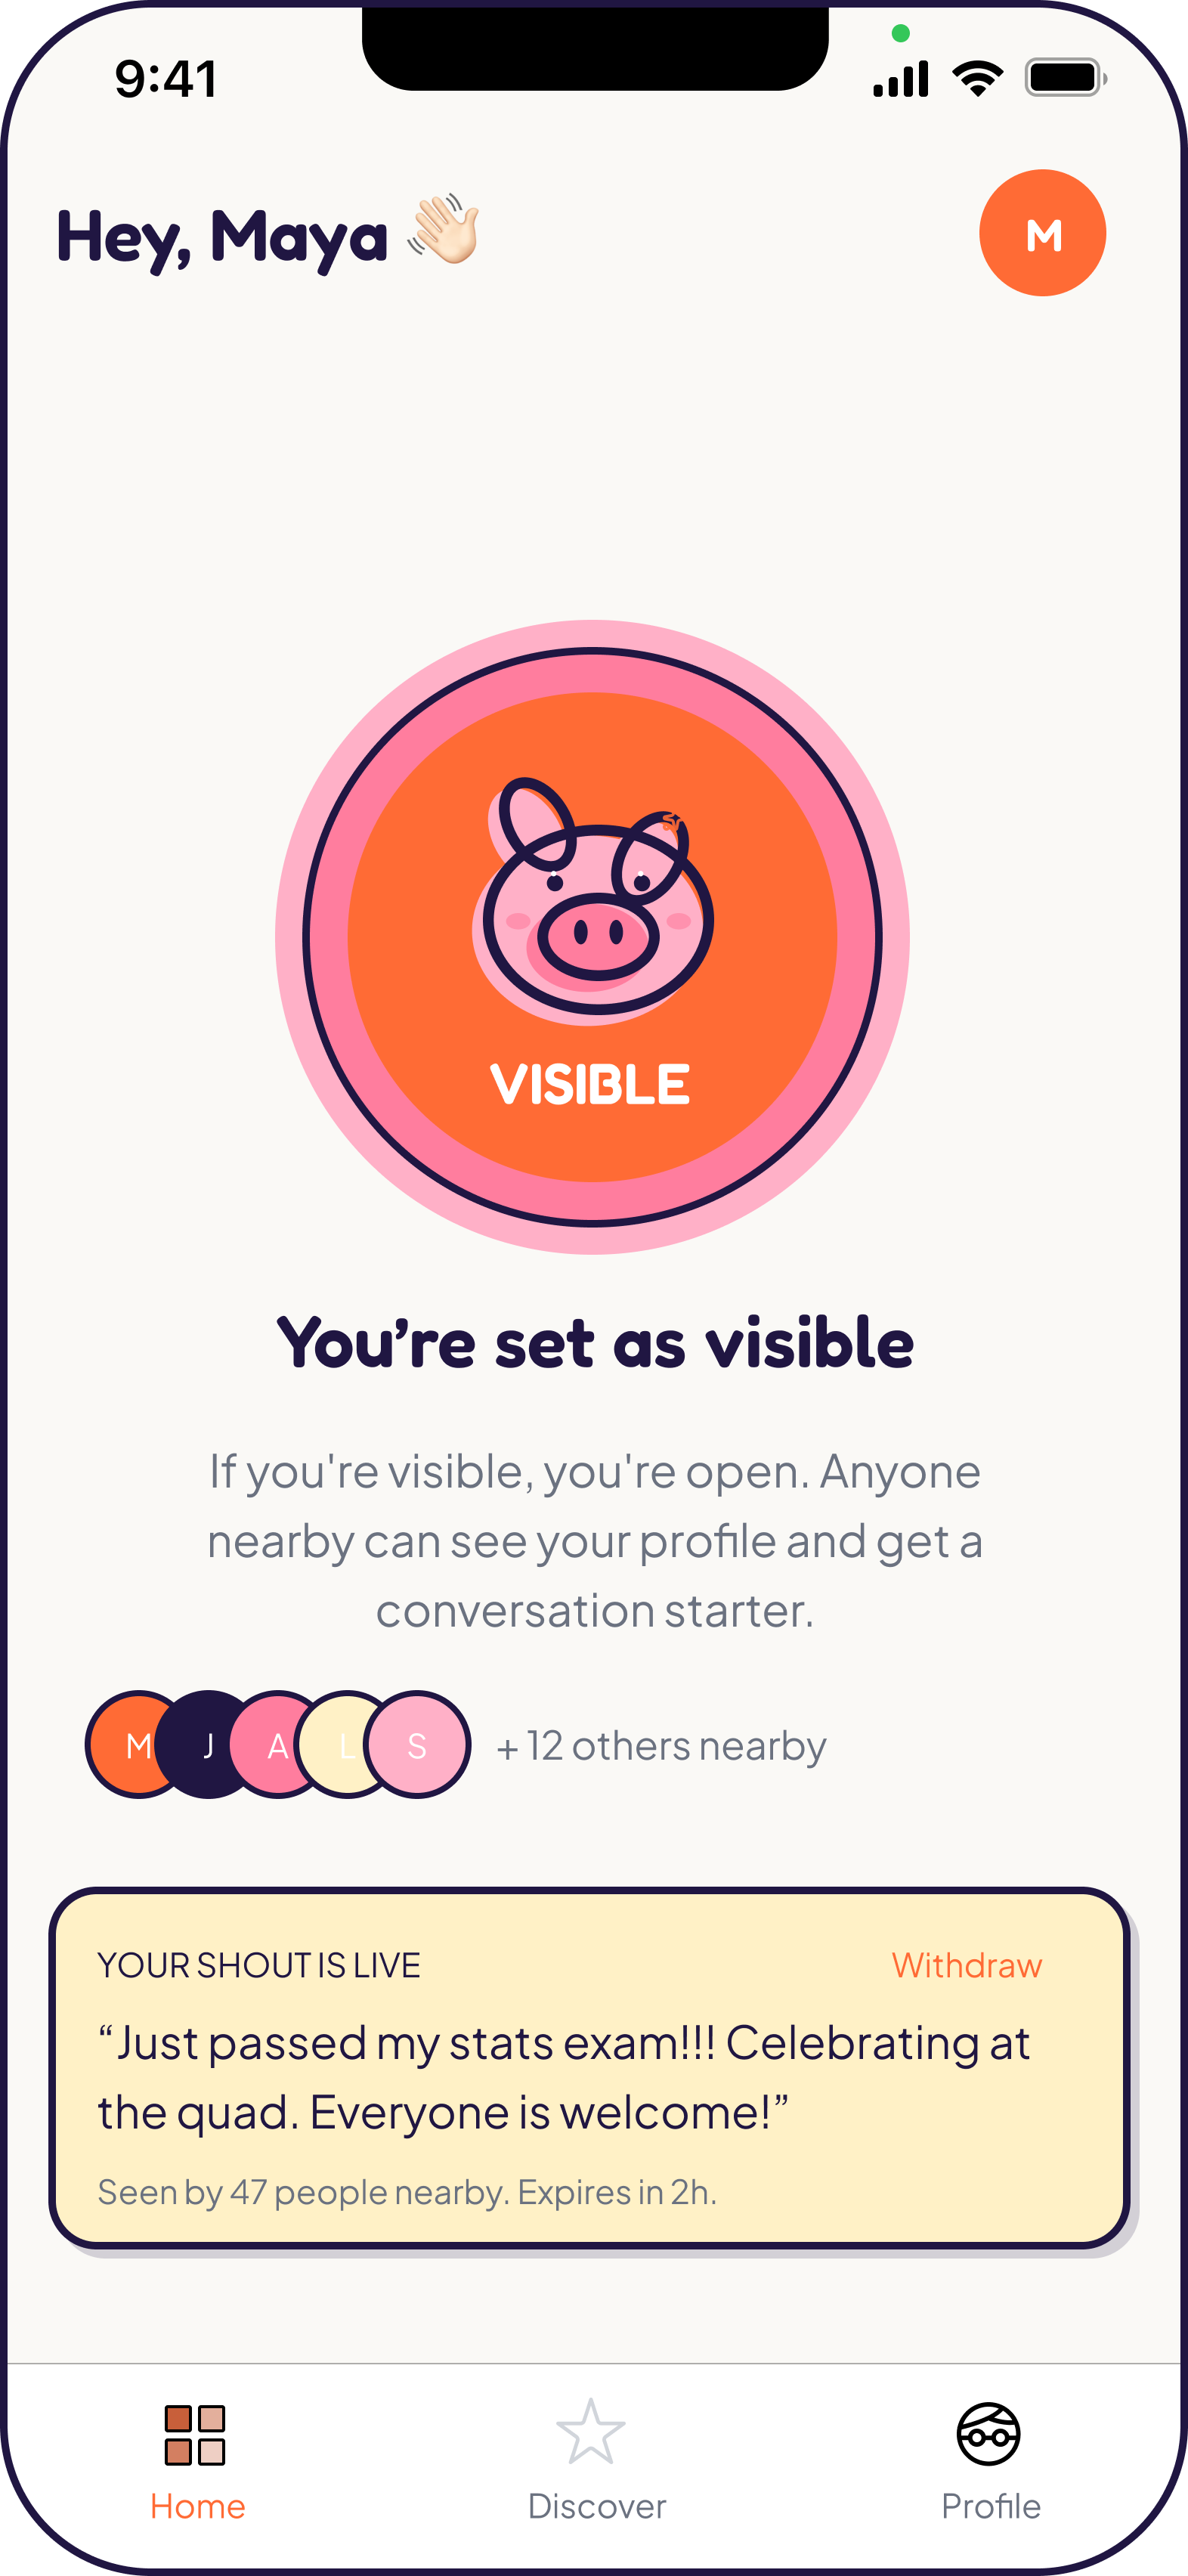 9:41
Hey, Maya 👋🏻
M
VISIBLE
You’re set as visible
If you're visible, you're open. Anyone
nearby can see your profile and get a
conversation starter.
M J A L S + 12 others nearby
YOUR SHOUT IS LIVE Withdraw
“Just passed my stats exam!!! Celebrating at
the quad. Everyone is welcome!”
Seen by 47 people nearby. Expires in 2h.
Home Discover Profile